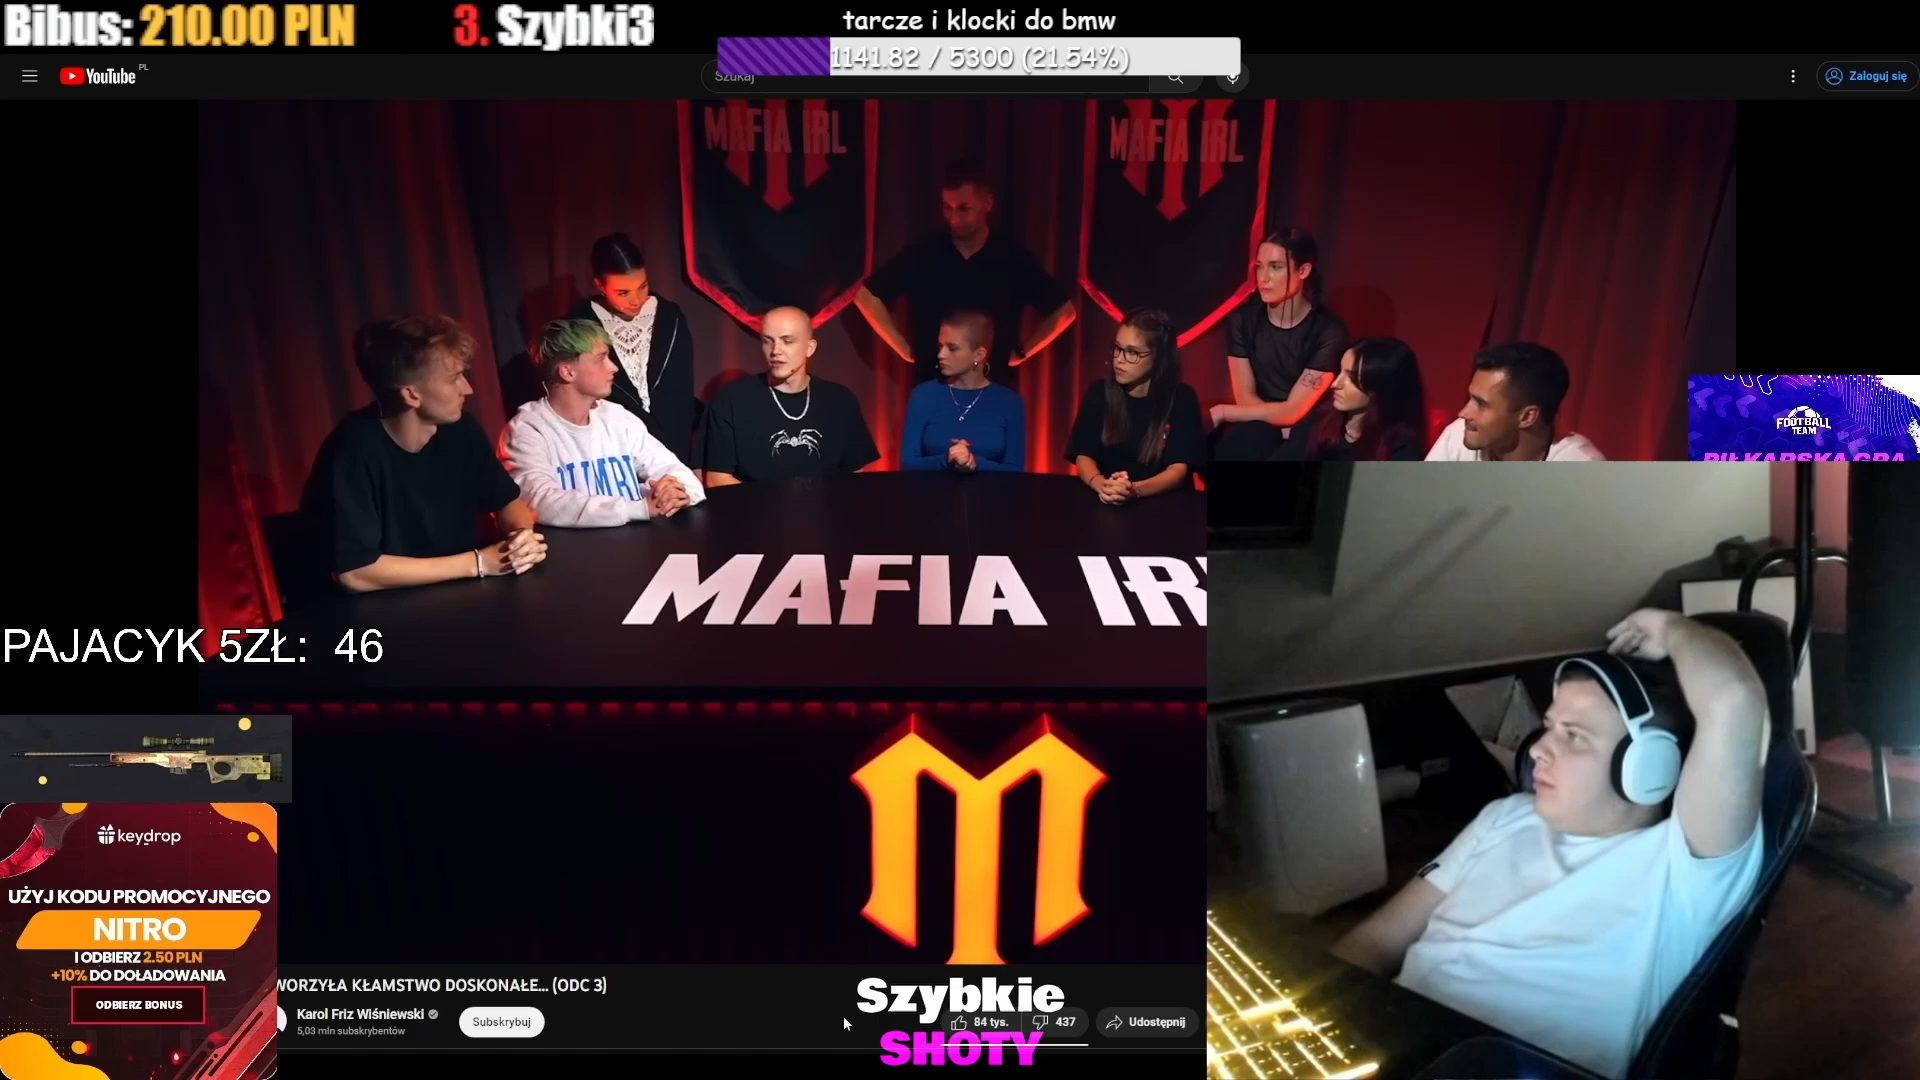 Bibus: 210.00 PLN
3. Szybki3
tarcze i klocki do bmw
1141.82 / 5300 (21.54%)
YouTube PL
Szukaj
Zaloguj się
MAFIA IRL
MAFIA IRL
FOOTBALL
TEAM
PIŁKARSKA GRA
MAFIA IRL
PAJACYK 5ZŁ: 46
keydrop
UŻYJ KODU PROMOCYJNEGO
NITRO
I ODBIERZ 2.50 PLN
+10% DO DOŁADOWANIA
ODBIERZ BONUS
WORZYŁA KŁAMSTWO DOSKONAŁE... (ODC 3)
Karol Friz Wiśniewski
5,03 mln subskrybentów
Subskrybuj
Szybkie
SHOTY
84 tys.
437
Udostępnij